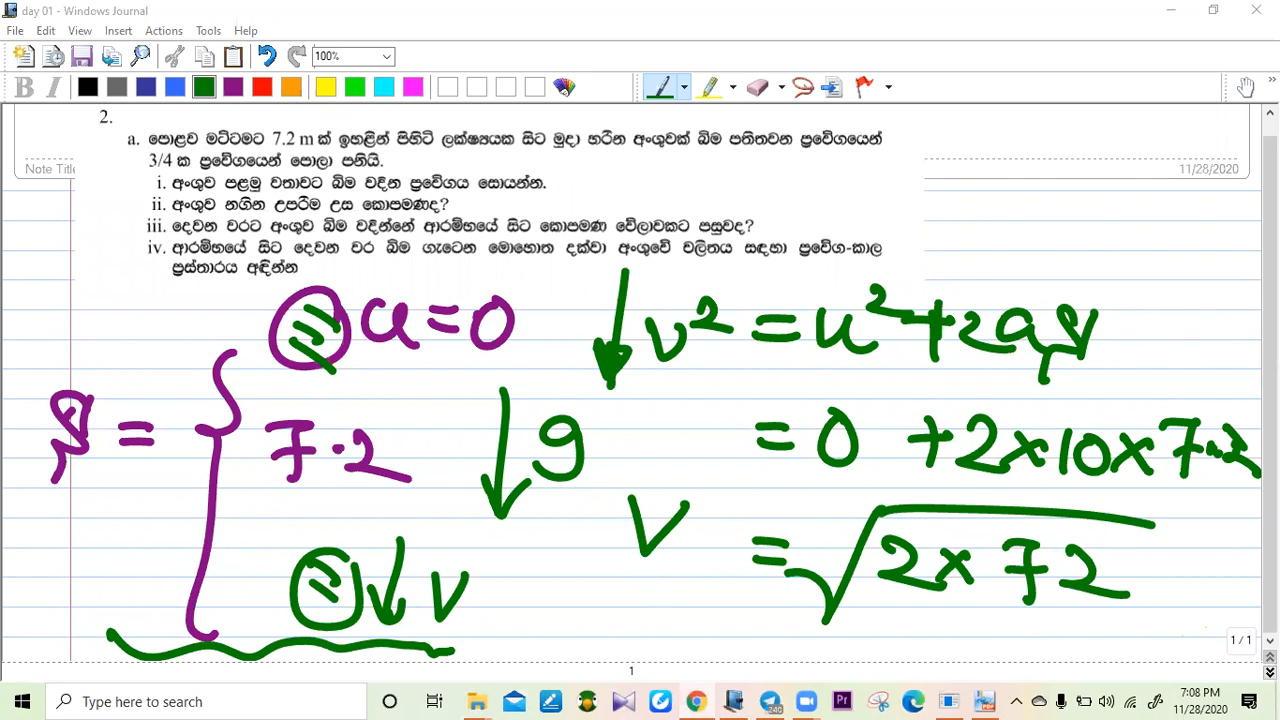 day 01 - Windows Journal
File Edit View Insert Actions Tools Help
100%
B I
2.
a. පොළව මට්ටමට 7.2 m ක් ඉහළින් පිහිටි ලක්ෂ්‍යයක සිට මුදා හරින අංශුවක් බිම පතිතවන ප්‍රවේගයෙන්
3/4 ක ප්‍රවේගයෙන් පොලා පනියි.
Note Title
11/28/2020
i. අංශුව පළමු වතාවට බිම වදින ප්‍රවේගය සොයන්න.
ii. අංශුව නගින උපරිම උස කොපමණද?
iii. දෙවන වරට අංශුව බිම වදින්නේ ආරම්භයේ සිට කොපමණ වේලාවකට පසුවද?
iv. ආරම්භයේ සිට දෙවන වර බිම ගැටෙන මොහොත දක්වා අංශුවේ චලිතය සඳහා ප්‍රවේග-කාල
ප්‍රස්තාරය අඳින්න
u = 0
v² = u² + 2as
s = 7.2
g
= 0 + 2×10×7.2
v
v = √2×72
1 / 1
1
Type here to search
240
Pr
7:08 PM
11/28/2020